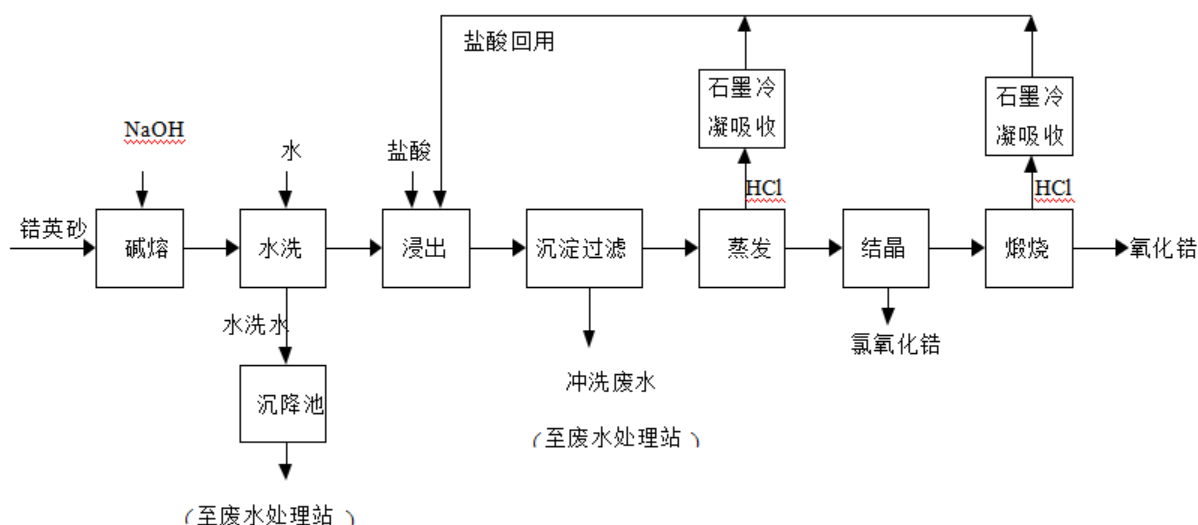 盐酸回用
石墨冷
凝吸收
石墨冷
凝吸收
NaOH
水
盐酸
HCl
HCl
锆英砂
碱熔
水洗
浸出
沉淀过滤
蒸发
结晶
煅烧
氧化锆
水洗水
氯氧化锆
沉降池
冲洗废水
（至废水处理站）
（至废水处理站）